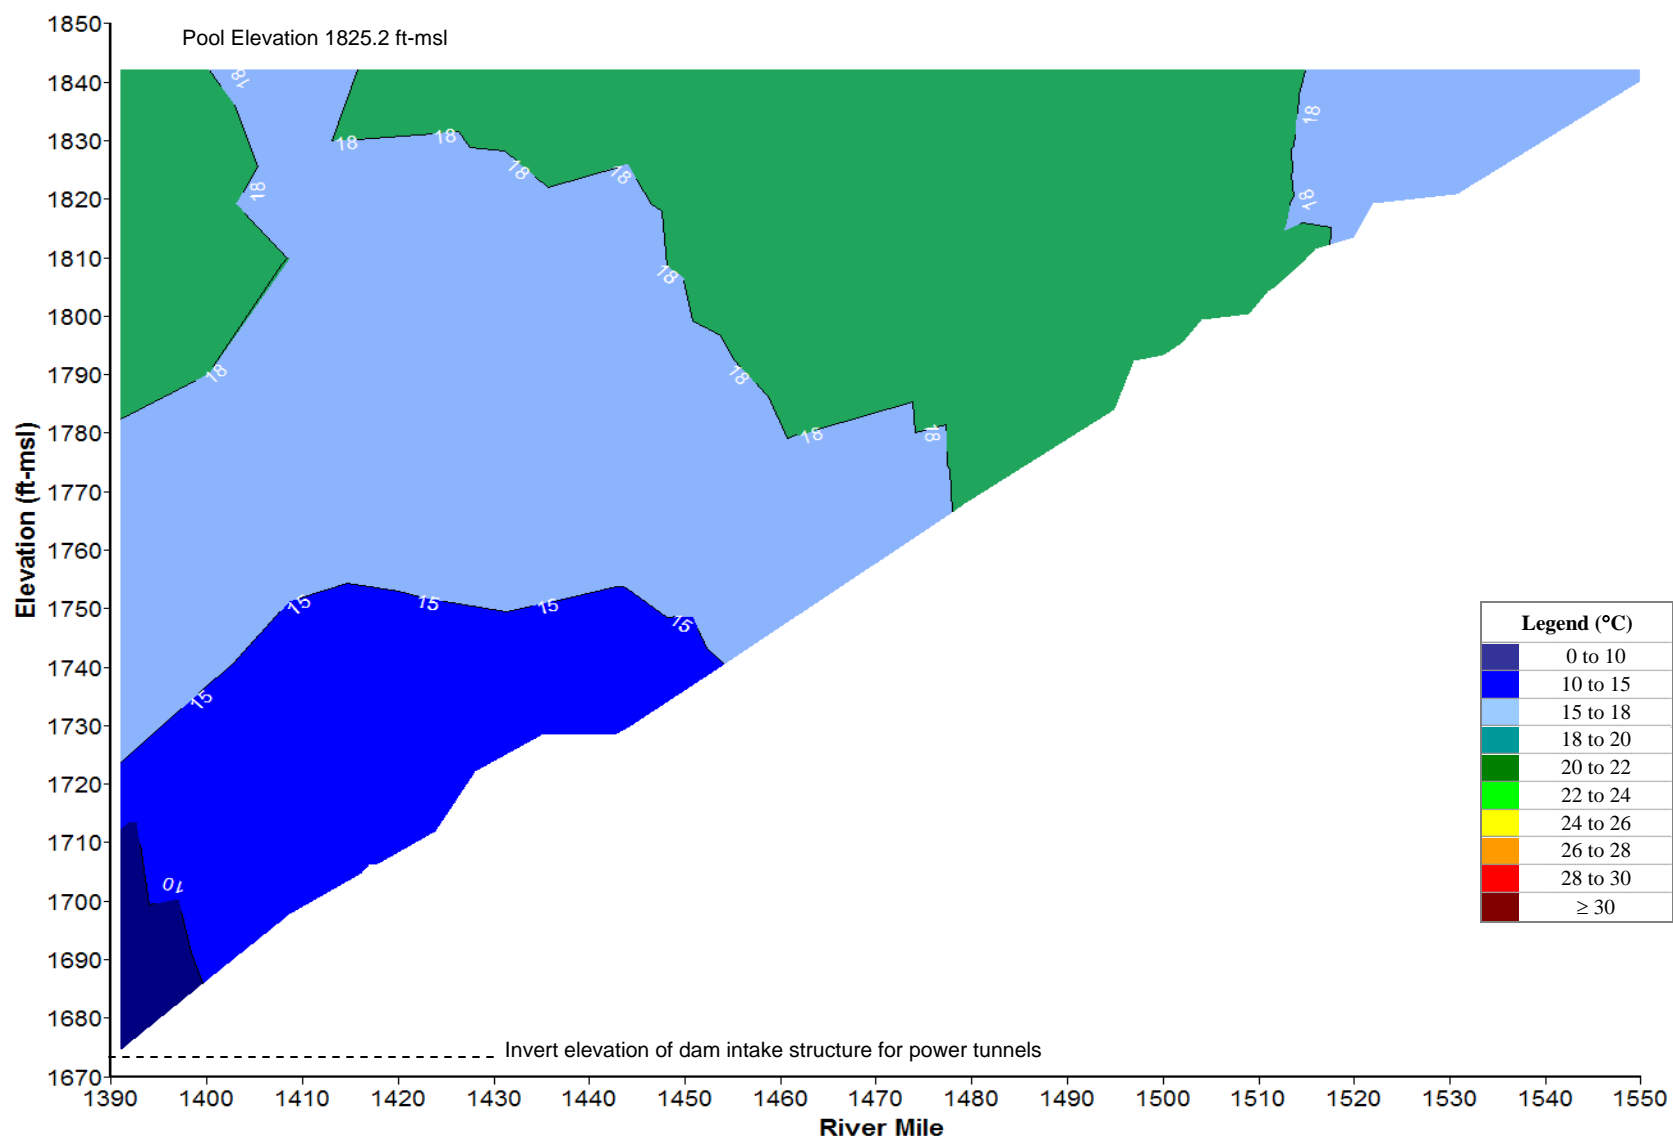 Pool Elevation 1825.2 ft-msl
1850
1840
1830
1820
1810
1800
1790
1780
1770
1760
1750
1740
1730
1720
1710
1700
1690
1680
1670
Elevation (ft-msl)
18
18
18
18
18
18
18
18
18
18
18
18
18
15
15
15
15
15
10
Legend (°C)
0 to 10
10 to 15
15 to 18
18 to 20
20 to 22
22 to 24
24 to 26
26 to 28
28 to 30
≥ 30
Invert elevation of dam intake structure for power tunnels
1390 1400 1410 1420 1430 1440 1450 1460 1470 1480 1490 1500 1510 1520 1530 1540 1550
River Mile